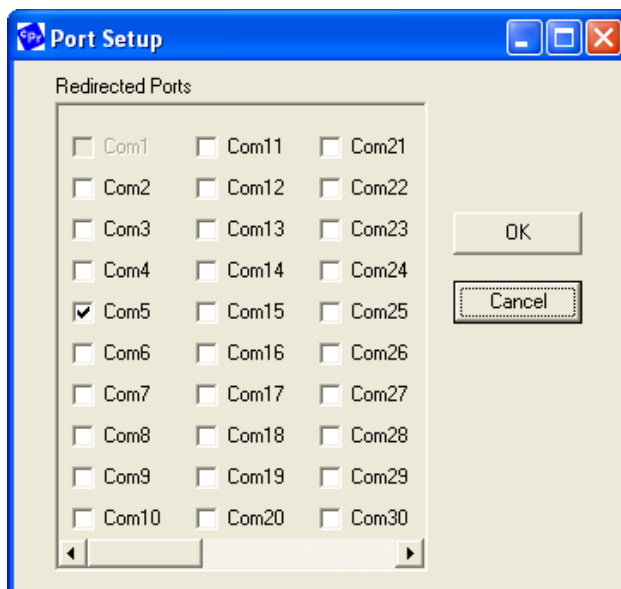 CPr Port Setup
Redirected Ports
Com1 Com11 Com21
Com2 Com12 Com22
Com3 Com13 Com23
Com4 Com14 Com24
Com5 Com15 Com25
Com6 Com16 Com26
Com7 Com17 Com27
Com8 Com18 Com28
Com9 Com19 Com29
Com10 Com20 Com30
OK
Cancel